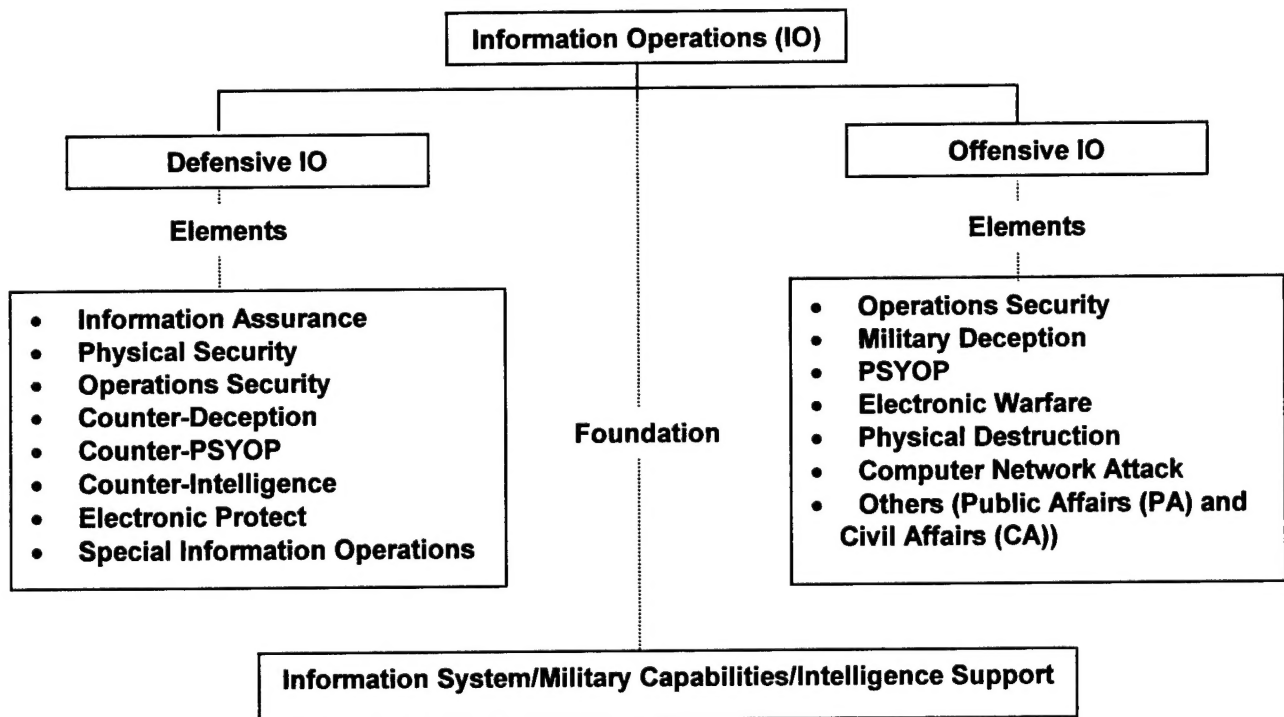 Information Operations (IO)
Defensive IO
Offensive IO
Elements
Elements
• Information Assurance
• Physical Security
• Operations Security
• Counter-Deception
• Counter-PSYOP
• Counter-Intelligence
• Electronic Protect
• Special Information Operations
Foundation
• Operations Security
• Military Deception
• PSYOP
• Electronic Warfare
• Physical Destruction
• Computer Network Attack
• Others (Public Affairs (PA) and
Civil Affairs (CA))
Information System/Military Capabilities/Intelligence Support